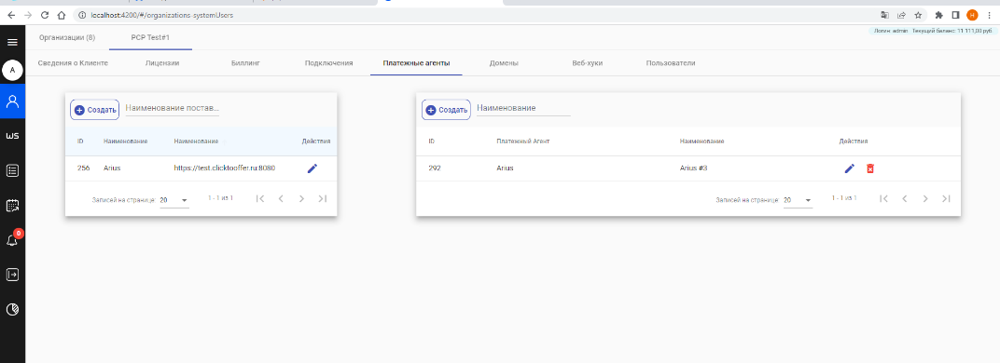 localhost:4200/#/organizations-systemUsers
Н
Логин: admin Текущий баланс: 11 111,00 руб.
Организации (8) PCP Test#1
A
Сведения о Клиенте Лицензии Биллинг Подключения Платежные агенты Домены Веб-хуки Пользователи
Создать Наименование постав...
ID Наименование Наименование Действия
256 Arius https://test.clicktooffer.ru:8080
Записей на странице: 20 1 - 1 из 1
Создать Наименование
ID Платежный Агент Наименование Действия
292 Arius Arius #3
Записей на странице: 20 1 - 1 из 1
ws
0